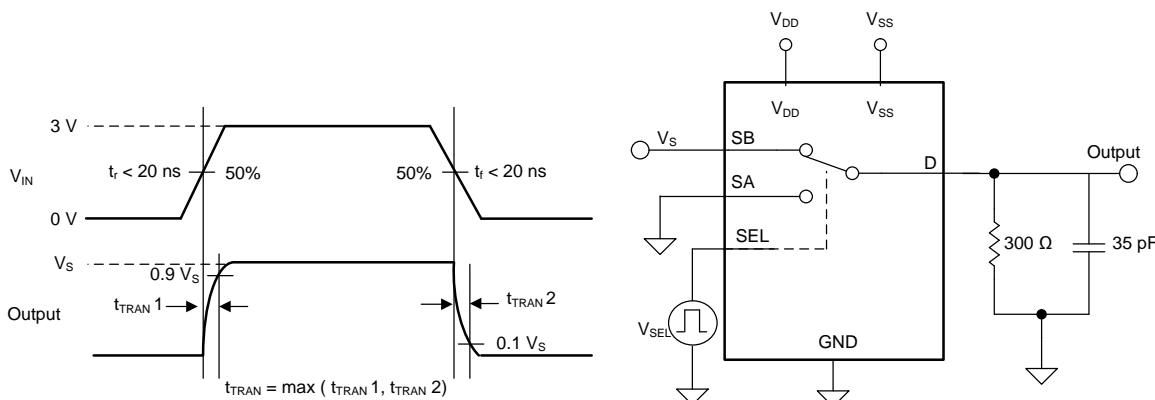 3 V
V_IN
t_r < 20 ns
50%
50%
t_f < 20 ns
0 V
V_S
0.9 V_S
t_TRAN 1
t_TRAN 2
Output
0.1 V_S
t_TRAN = max ( t_TRAN 1, t_TRAN 2)
V_DD
V_SS
V_DD
V_SS
V_S
SB
D
Output
SA
SEL
300 Ω
35 pF
V_SEL
GND